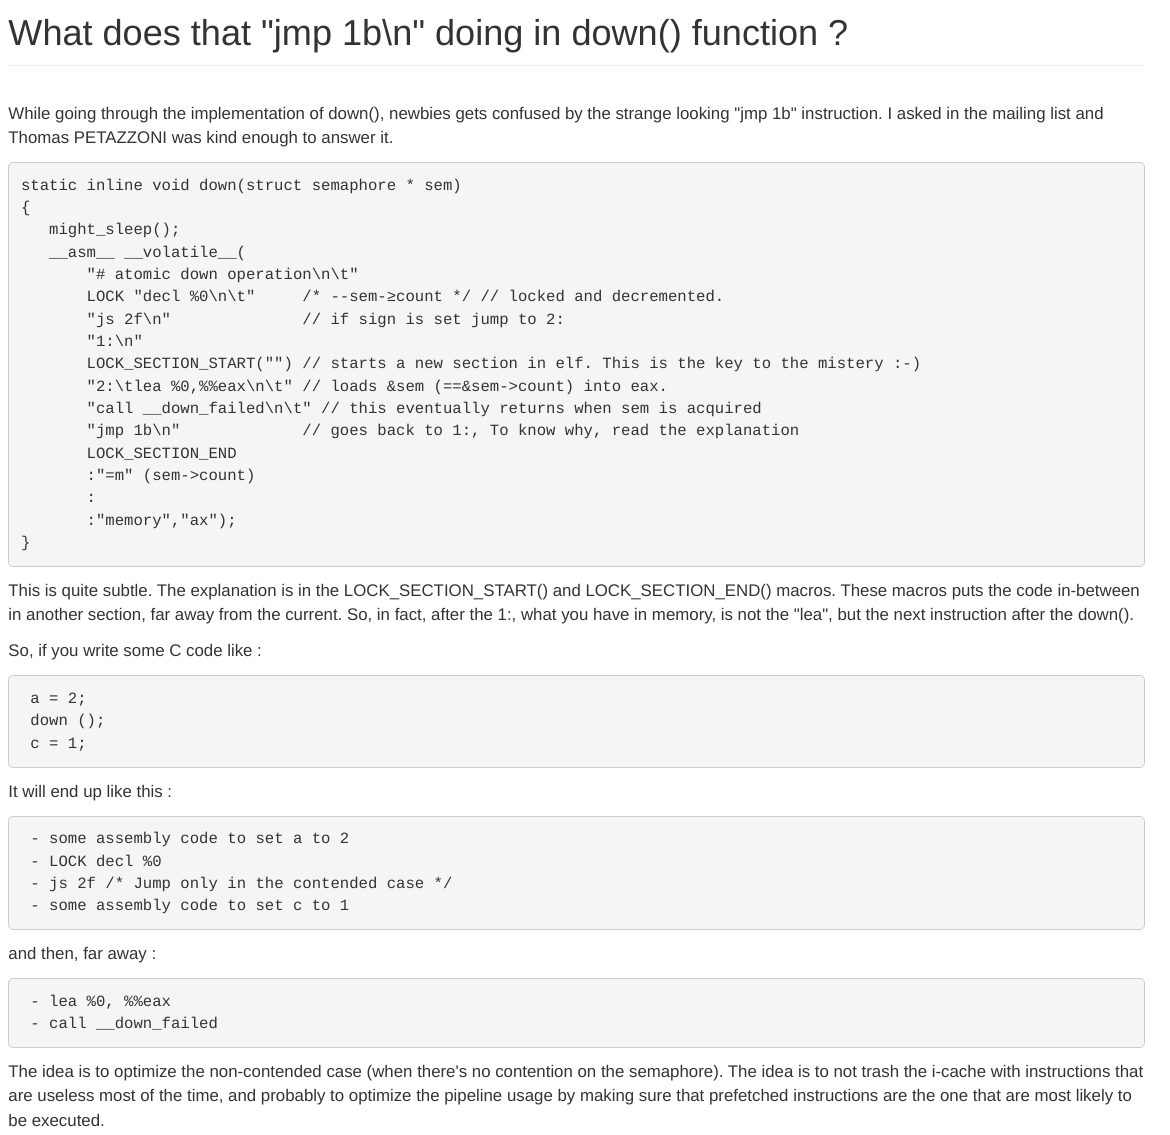 What does that "jmp 1b\n" doing in down() function ?
While going through the implementation of down(), newbies gets confused by the strange looking "jmp 1b" instruction. I asked in the mailing list and
Thomas PETAZZONI was kind enough to answer it.
static inline void down(struct semaphore * sem)
{
   might_sleep();
   __asm__ __volatile__(
       "# atomic down operation\n\t"
       LOCK "decl %0\n\t"     /* --sem-≥count */ // locked and decremented.
       "js 2f\n"              // if sign is set jump to 2:
       "1:\n"
       LOCK_SECTION_START("") // starts a new section in elf. This is the key to the mistery :-)
       "2:\tlea %0,%%eax\n\t" // loads &sem (==&sem->count) into eax.
       "call __down_failed\n\t" // this eventually returns when sem is acquired
       "jmp 1b\n"             // goes back to 1:, To know why, read the explanation
       LOCK_SECTION_END
       :"=m" (sem->count)
       :
       :"memory","ax");
}
This is quite subtle. The explanation is in the LOCK_SECTION_START() and LOCK_SECTION_END() macros. These macros puts the code in-between
in another section, far away from the current. So, in fact, after the 1:, what you have in memory, is not the "lea", but the next instruction after the down().
So, if you write some C code like :
 a = 2;
 down ();
 c = 1;
It will end up like this :
 - some assembly code to set a to 2
 - LOCK decl %0
 - js 2f /* Jump only in the contended case */
 - some assembly code to set c to 1
and then, far away :
 - lea %0, %%eax
 - call __down_failed
The idea is to optimize the non-contended case (when there's no contention on the semaphore). The idea is to not trash the i-cache with instructions that
are useless most of the time, and probably to optimize the pipeline usage by making sure that prefetched instructions are the one that are most likely to
be executed.